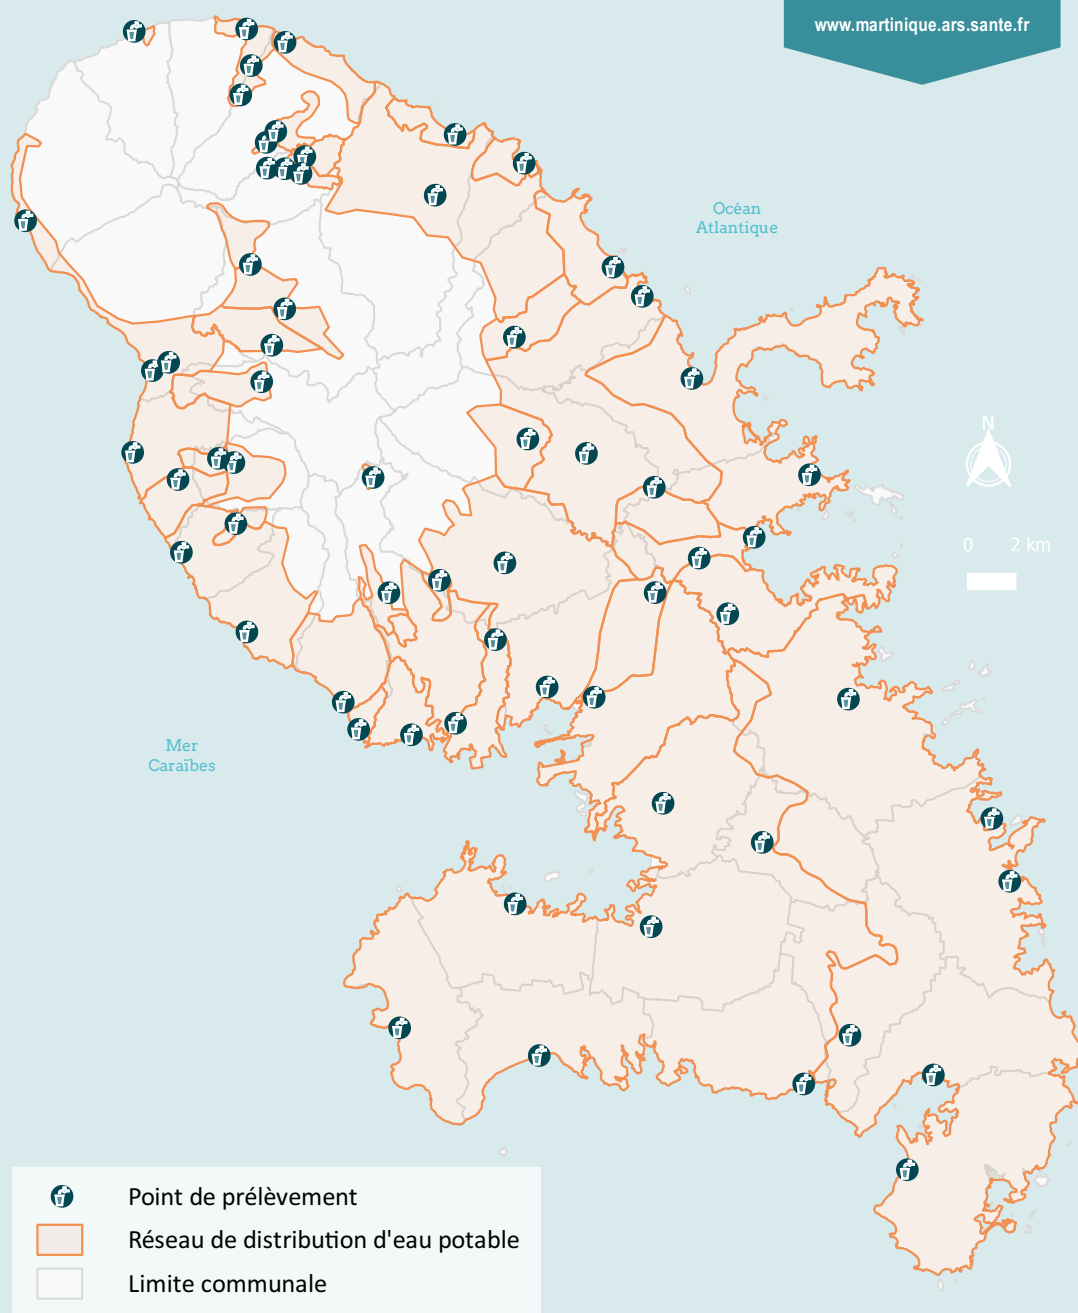 www.martinique.ars.sante.fr
Océan
Atlantique
N
0 2 km
Mer
Caraïbes
Point de prélèvement
Réseau de distribution d'eau potable
Limite communale